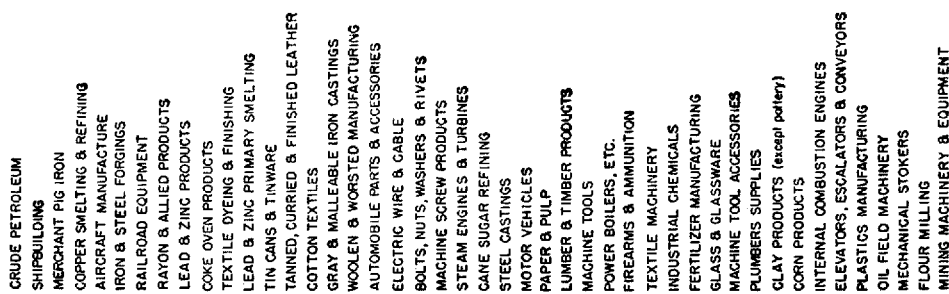 CRUDE PETROLEUM
SHIPBUILDING
MERCHANT PIG IRON
COPPER SMELTING & REFINING
AIRCRAFT MANUFACTURE
IRON & STEEL FORGINGS
RAILROAD EQUIPMENT
RAYON & ALLIED PRODUCTS
LEAD & ZINC PRODUCTS
COKE OVEN PRODUCTS
TEXTILE DYEING & FINISHING
LEAD & ZINC PRIMARY SMELTING
TIN CANS & TINWARE
TANNED, CURRIED & FINISHED LEATHER
COTTON TEXTILES
GRAY & MALLEABLE IRON CASTINGS
WOOLEN & WORSTED MANUFACTURING
AUTOMOBILE PARTS & ACCESSORIES
ELECTRIC WIRE & CABLE
BOLTS, NUTS, WASHERS & RIVETS
MACHINE SCREW PRODUCTS
STEAM ENGINES & TURBINES
CANE SUGAR REFINING
STEEL CASTINGS
MOTOR VEHICLES
PAPER & PULP
LUMBER & TIMBER PRODUCTS
MACHINE TOOLS
POWER BOILERS, ETC.
FIREARMS & AMMUNITION
TEXTILE MACHINERY
INDUSTRIAL CHEMICALS
FERTILIZER MANUFACTURING
GLASS & GLASSWARE
MACHINE TOOL ACCESSORIES
PLUMBERS SUPPLIES
CLAY PRODUCTS (except pottery)
CORN PRODUCTS
INTERNAL COMBUSTION ENGINES
ELEVATORS, ESCALATORS & CONVEYORS
PLASTICS MANUFACTURING
OIL FIELD MACHINERY
MECHANICAL STOKERS
FLOUR MILLING
MINING MACHINERY & EQUIPMENT